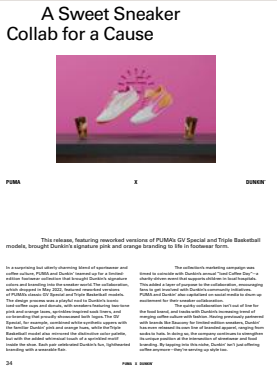 A Sweet Sneaker
Collab for a Cause
PUMA X DUNKIN'
This release, featuring reworked versions of PUMA's GV Special and Triple Basketball
models, brought Dunkin's signature pink and orange branding to life in footwear form.
In a surprising but utterly charming blend of sportswear and
coffee culture, PUMA and Dunkin' teamed up for a limited-
edition footwear collection that brought Dunkin's signature
colors and branding into the sneaker world. The collaboration,
which dropped in May 2022, featured reworked versions
of PUMA's classic GV Special and Triple Basketball models.
The design process was a playful nod to Dunkin's iconic
iced coffee cups and donuts, with sneakers featuring two-tone
pink and orange laces, sprinkle-inspired sock liners, and
co-branding that proudly showcased both logos. The GV
Special, for example, combined white synthetic uppers with
the familiar Dunkin' pink and orange hues, while the Triple
Basketball model also mirrored the distinctive color palette,
but with the added whimsical touch of a sprinkled motif
inside the shoe. Each pair celebrated Dunkin's fun, lighthearted
branding with a wearable flair.
The collection's marketing campaign was
timed to coincide with Dunkin's annual "Iced Coffee Day"—a
charity-driven event that supports children in local hospitals.
This added a layer of purpose to the collaboration, encouraging
fans to get involved with Dunkin's community initiatives.
PUMA and Dunkin' also capitalized on social media to drum up
excitement for their sneaker collaboration.
The quirky collaboration isn't out of line for
the food brand, and tracks with Dunkin's increasing trend of
merging coffee culture with fashion. Having previously partnered
with brands like Saucony for limited-edition sneakers, Dunkin'
has even released its own line of branded apparel, ranging from
socks to hats. In doing so, the company continues to strengthen
its unique position at the intersection of streetwear and food
branding. By tapping into this niche, Dunkin' isn't just offering
coffee anymore - they're serving up style too.
34 PUMA X DUNKIN'